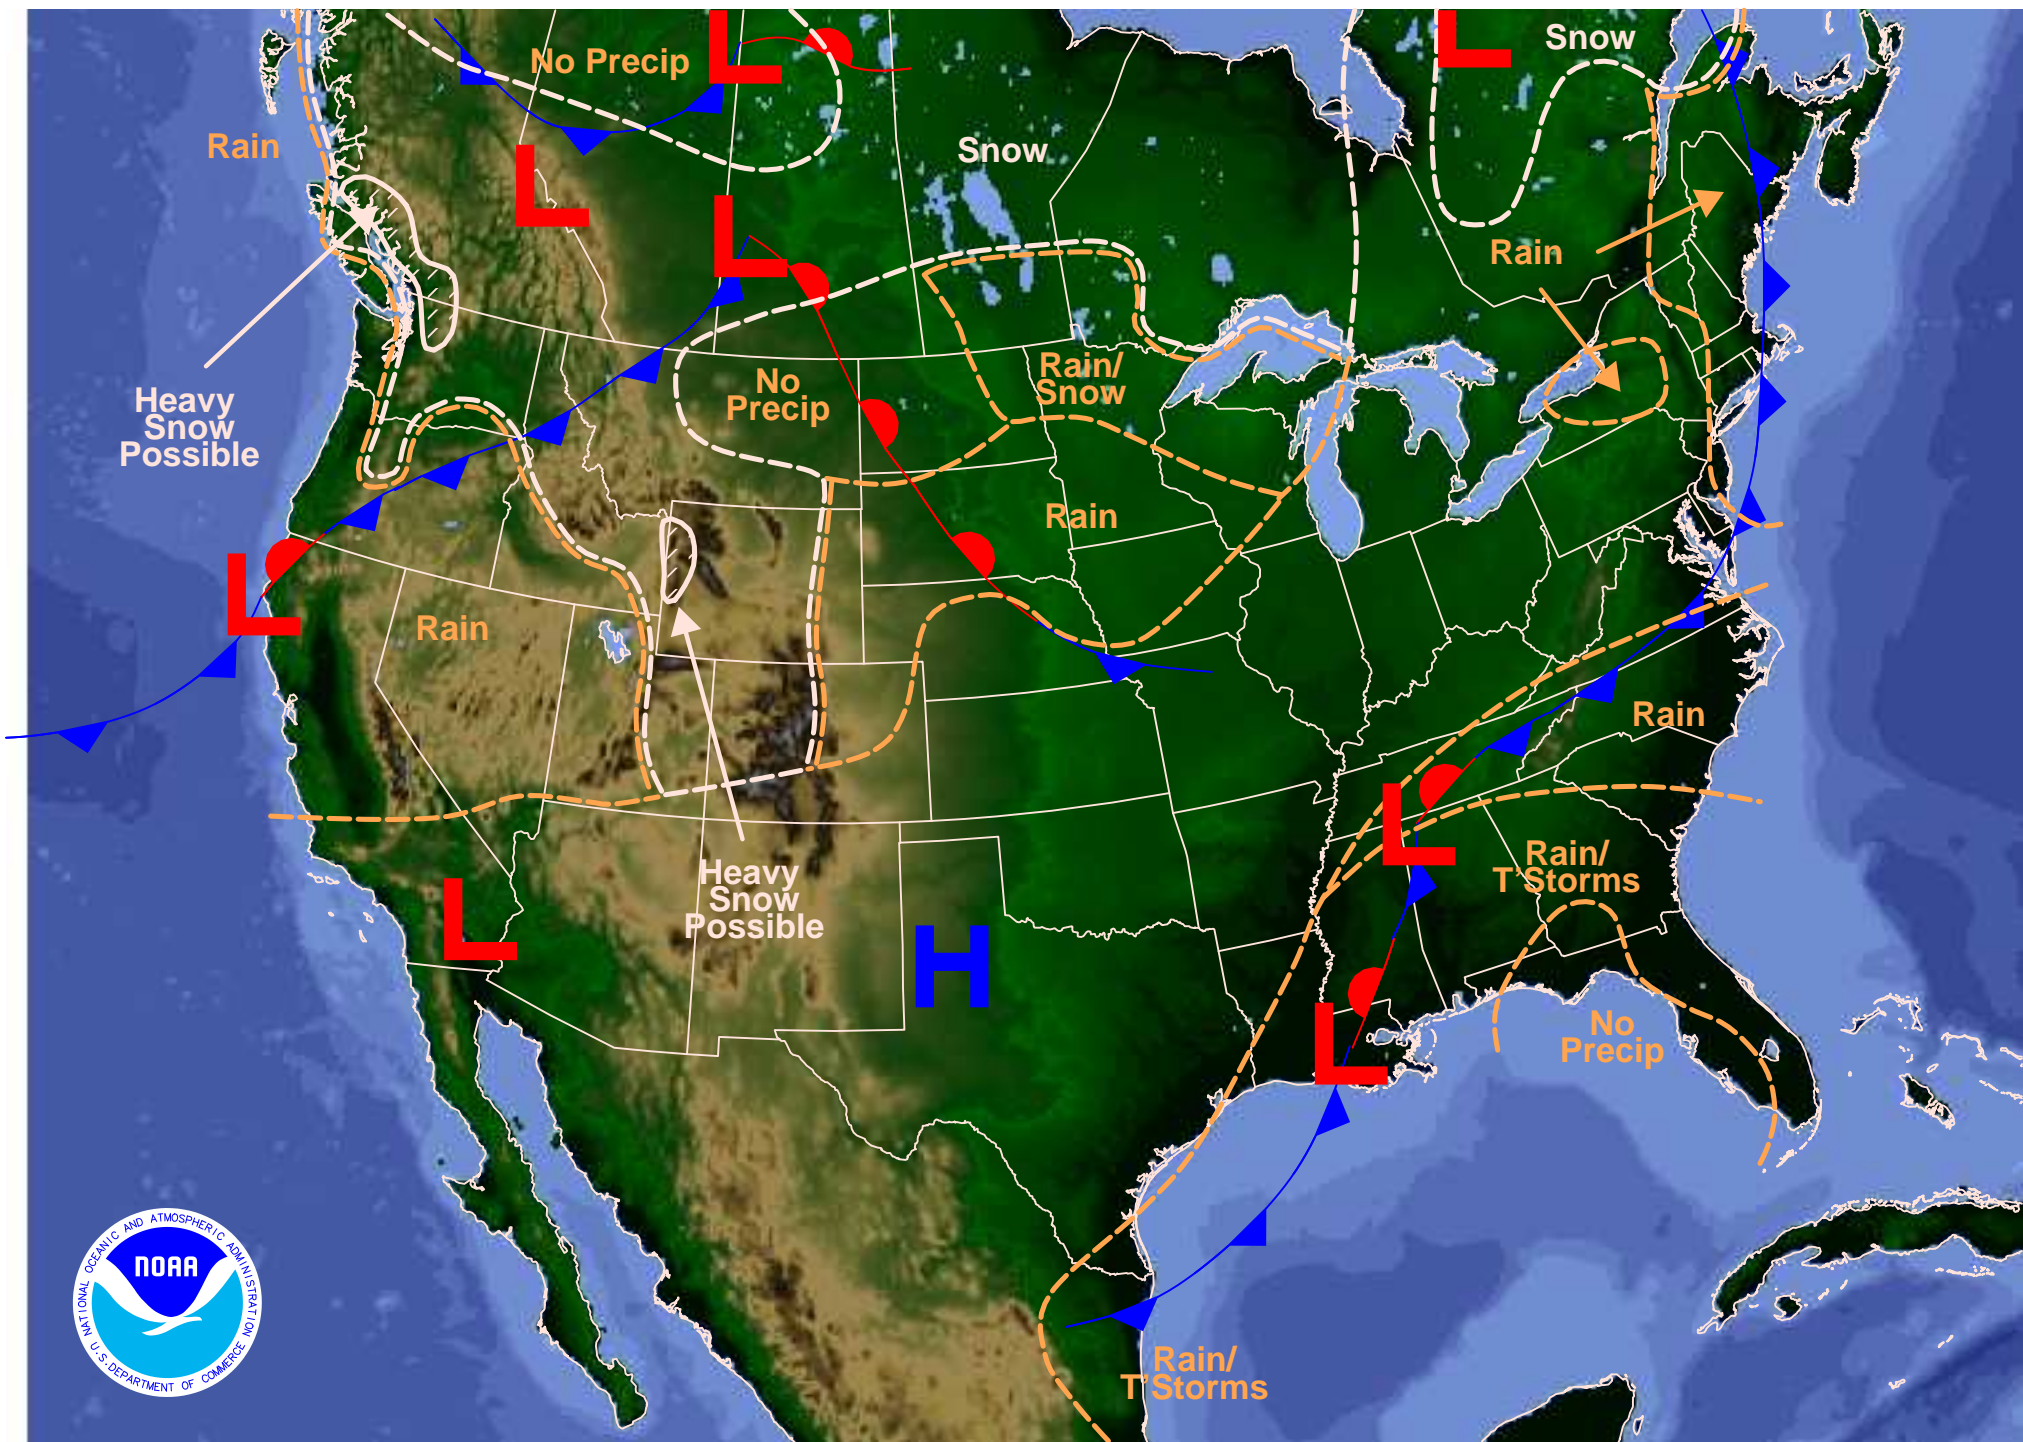 L
L
Snow
No Precip
Rain
Snow
L
L
Rain
No
Precip
Rain/
Snow
Heavy
Snow
Possible
Rain
L
Rain
Rain
L
Heavy
Snow
Possible
Rain/
T'Storms
L
H
L
No
Precip
NATIONAL OCEANIC AND ATMOSPHERIC ADMINISTRATION
NOAA
U.S. DEPARTMENT OF COMMERCE
Rain/
T'Storms